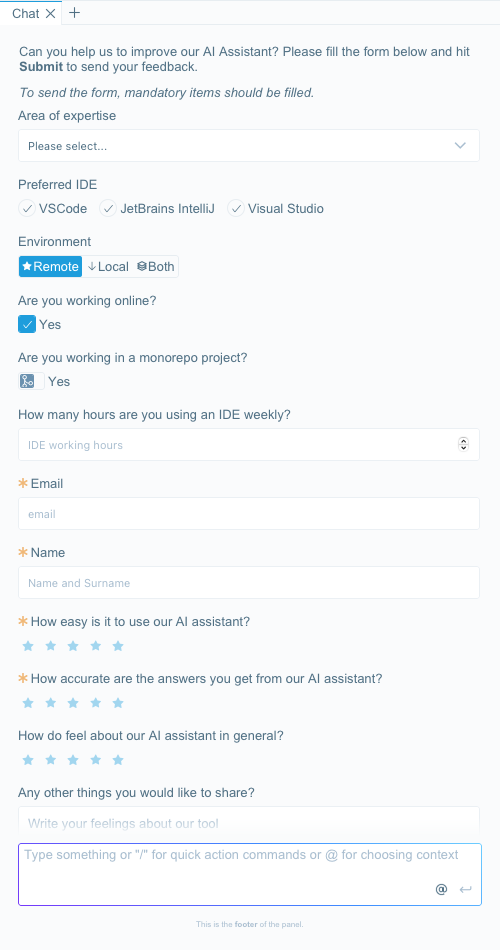 Chat
Can you help us to improve our AI Assistant? Please fill the form below and hit
Submit to send your feedback.
To send the form, mandatory items should be filled.
Area of expertise
Please select...
Preferred IDE
VSCode JetBrains IntelliJ Visual Studio
Environment
Remote Local Both
Are you working online?
Yes
Are you working in a monorepo project?
Yes
How many hours are you using an IDE weekly?
IDE working hours
* Email
email
* Name
Name and Surname
* How easy is it to use our AI assistant?
* How accurate are the answers you get from our AI assistant?
How do feel about our AI assistant in general?
Any other things you would like to share?
Write your feelings about our tool
Type something or "/" for quick action commands or @ for choosing context
@
This is the footer of the panel.